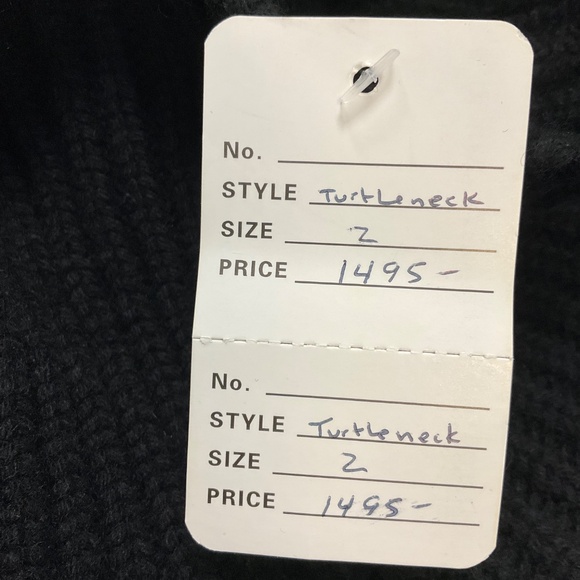 No.
STYLE Turtleneck
SIZE 2
PRICE 1495-
No.
STYLE Turtleneck
SIZE 2
PRICE 1495-